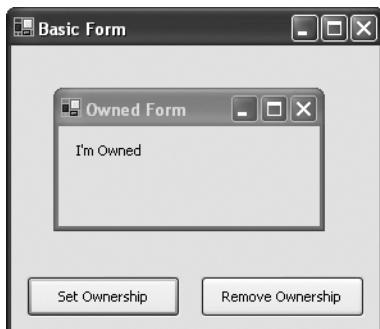 Basic Form
Owned Form
I'm Owned
Set Ownership
Remove Ownership